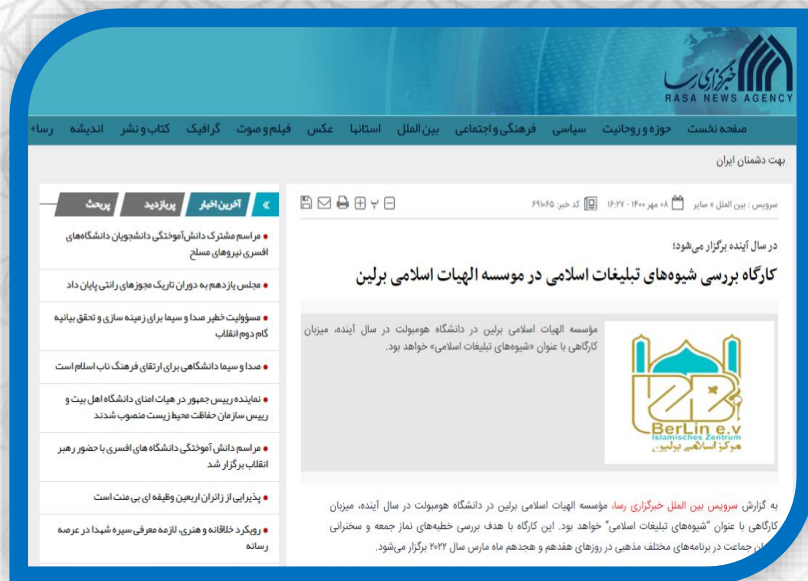 خبرگزاری رسا
RASA NEWS AGENCY
صفحه نخست حوزه و روحانیت سیاسی فرهنگی و اجتماعی بین الملل استانها عکس فیلم و صوت گرافیک کتاب و نشر اندیشه رسا+
بهت دشمنان ایران
سرویس : بین الملل » سایر ۰۸ مهر ۱۴۰۰ - ۱۶:۲۷ کد خبر: ۶۹۱۰۶۵
پ
در سال آینده برگزار می‌شود؛
کارگاه بررسی شیوه‌های تبلیغات اسلامی در موسسه الهیات اسلامی برلین
مؤسسه الهیات اسلامی برلین در دانشگاه هومبولت در سال آینده، میزبان
کارگاهی با عنوان «شیوه‌های تبلیغات اسلامی» خواهد بود.
IZB
BerLin e.v
Islamisches Zentrum
مرکز اسلامی برلین
به گزارش سرویس بین الملل خبرگزاری رسا، مؤسسه الهیات اسلامی برلین در دانشگاه هومبولت در سال آینده، میزبان
کارگاهی با عنوان "شیوه‌های تبلیغات اسلامی" خواهد بود. این کارگاه با هدف بررسی خطبه‌های نماز جمعه و سخنرانی
جماعت در برنامه‌های مختلف مذهبی در روزهای هفدهم و هجدهم ماه مارس سال ۲۰۲۲ برگزار می‌شود.
» آخرین اخبار پربازدید پربحث
مراسم مشترک دانش‌آموختگی دانشجویان دانشگاه‌های
افسری نیروهای مسلح
مجلس یازدهم به دوران تاریک مجوزهای رانتی پایان داد
مسؤولیت خطیر صدا و سیما برای زمینه سازی و تحقق بیانیه
گام دوم انقلاب
صدا و سیما دانشگاهی برای ارتقای فرهنگ ناب اسلام است
نماینده رییس جمهور در هیات امنای دانشگاه اهل بیت و
رییس سازمان حفاظت محیط زیست منصوب شدند
مراسم دانش آموختگی دانشگاه های افسری با حضور رهبر
انقلاب برگزار شد
پذیرایی از زائران اربعین وظیفه ای بی منت است
رویکرد خلاقانه و هنری، لازمه معرفی سیره شهدا در عرصه
رسانه